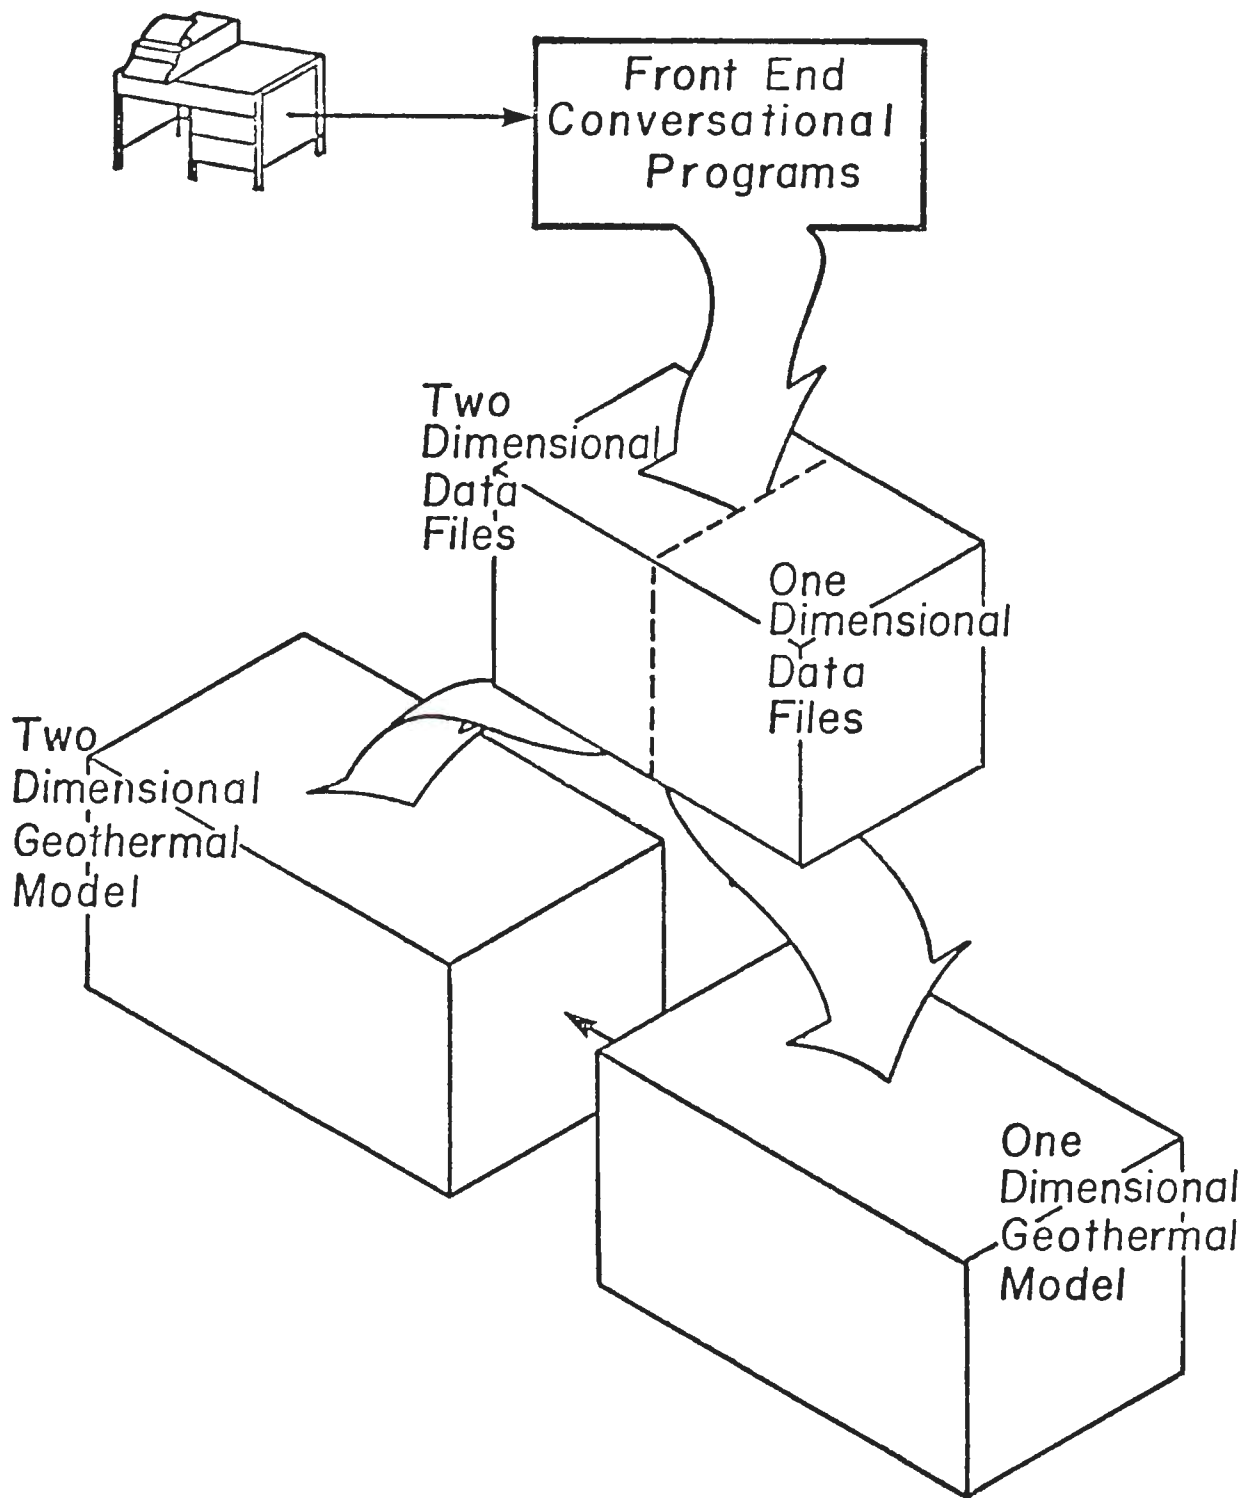 Front End
Conversational
Programs
Two
Dimensional
Data
Files
One
Dimensional
Data
Files
Two
Dimensional
Geothermal
Model
One
Dimensional
Geothermal
Model